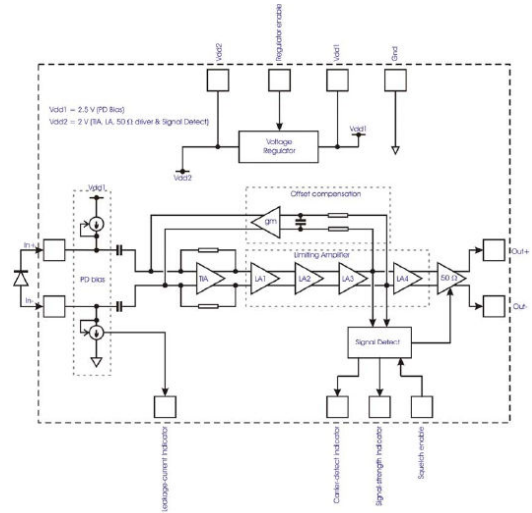 Vdd2
Regulator enable
Vdd1
Gnd
Vdd1 = 2.5 V (PD Bias)
Vdd2 = 2 V (TIA, LA, 50 Ω driver & Signal Detect)
Voltage Regulator
Vdd1
Vdd2
Vdd1
Offset compensation
gm
In+
PD bias
Limiting Amplifier
TIA
LA1
LA2
LA3
LA4
50 Ω
Out+
In-
Out-
Signal Detect
Leakage-current Indicator
Carrier-detect Indicator
Signal-strength Indicator
Squelch enable